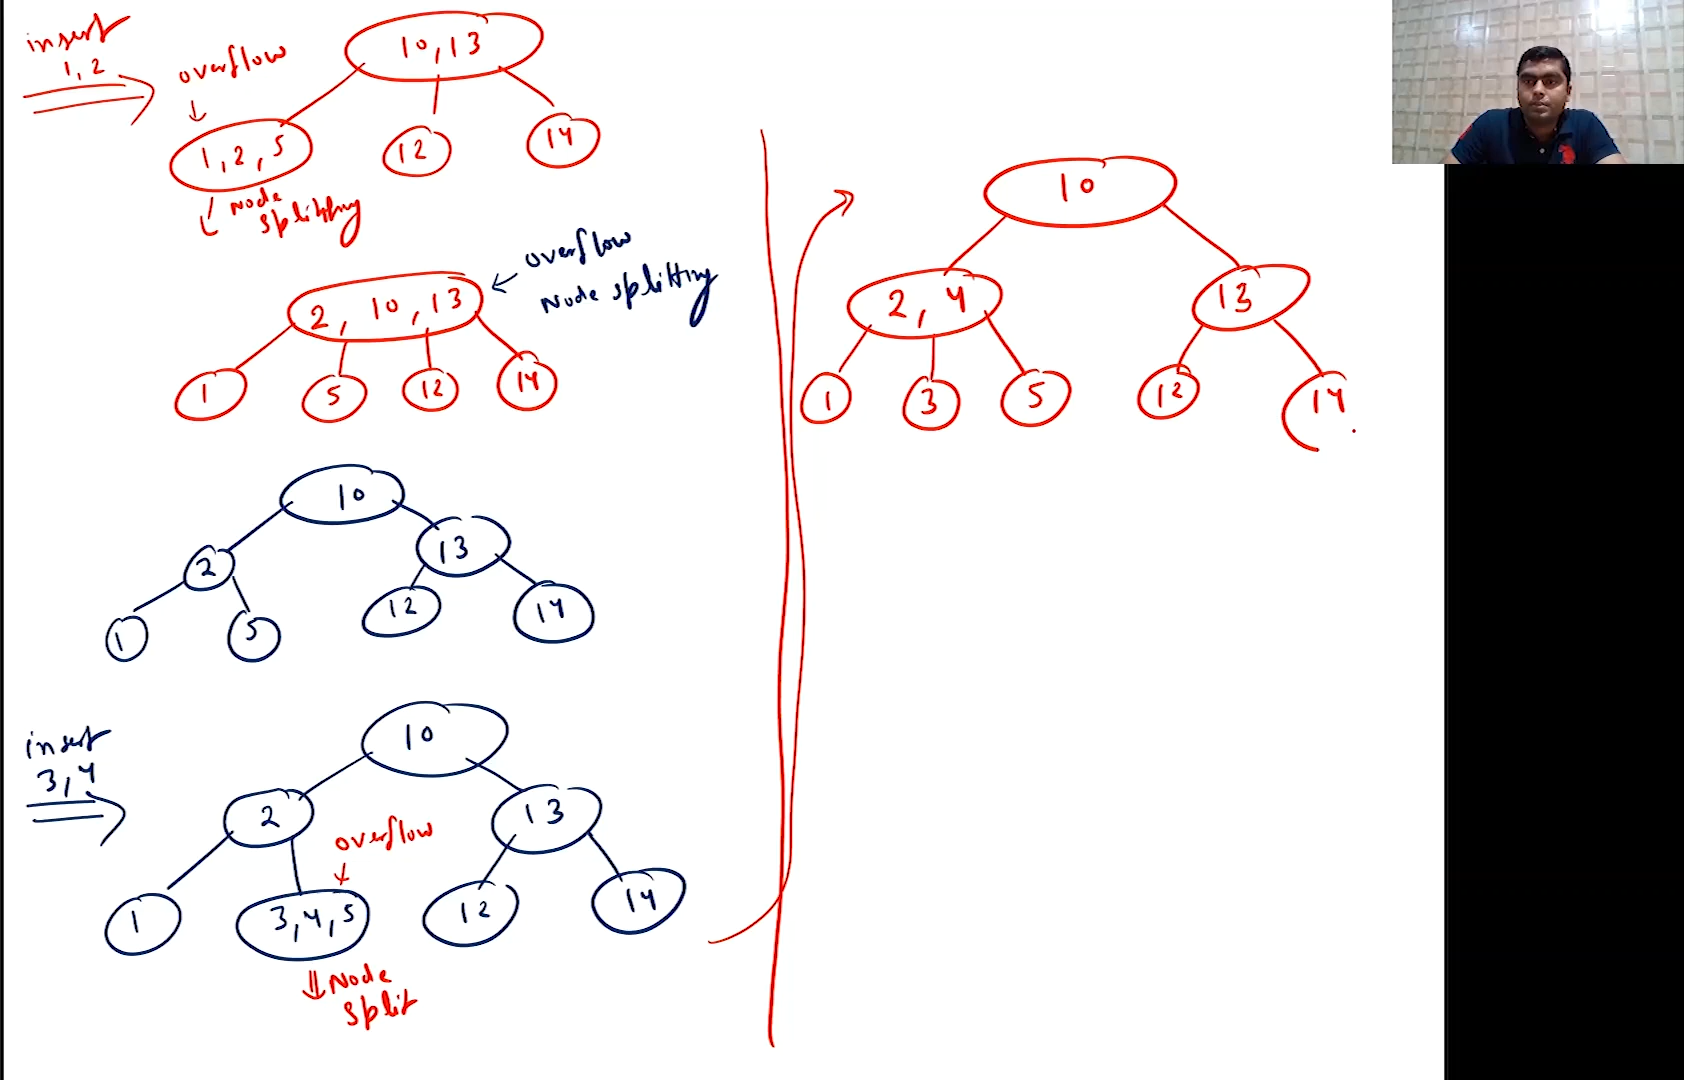 insert
1, 2
overflow
10, 13
1, 2, 5
12
14
Node
splitting
overflow
Node splitting
2, 10, 13
1
5
12
14
10
2
13
1
5
12
14
insert
3, 4
10
2
13
overflow
1
3, 4, 5
12
14
Node
split
10
2, 4
13
1
3
5
12
14